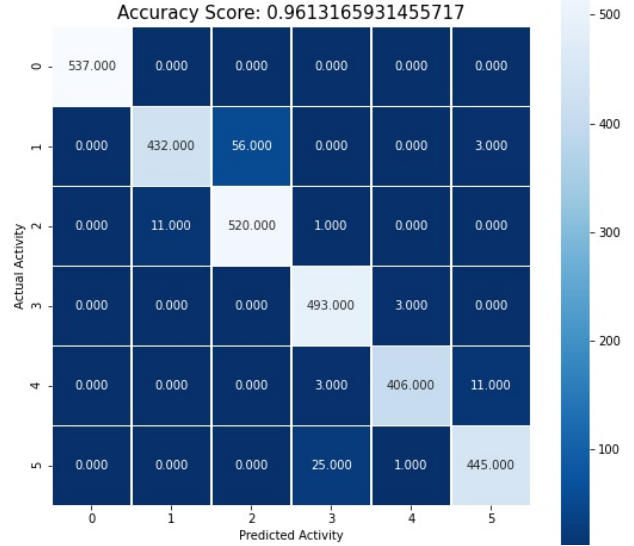 Accuracy Score: 0.9613165931455717
500
0 537.000 0.000 0.000 0.000 0.000 0.000
400
1 0.000 432.000 56.000 0.000 0.000 3.000
300
2 0.000 11.000 520.000 1.000 0.000 0.000
Actual Activity
3 0.000 0.000 0.000 493.000 3.000 0.000
200
4 0.000 0.000 0.000 3.000 406.000 11.000
100
5 0.000 0.000 0.000 25.000 1.000 445.000
0 1 2 3 4 5
Predicted Activity